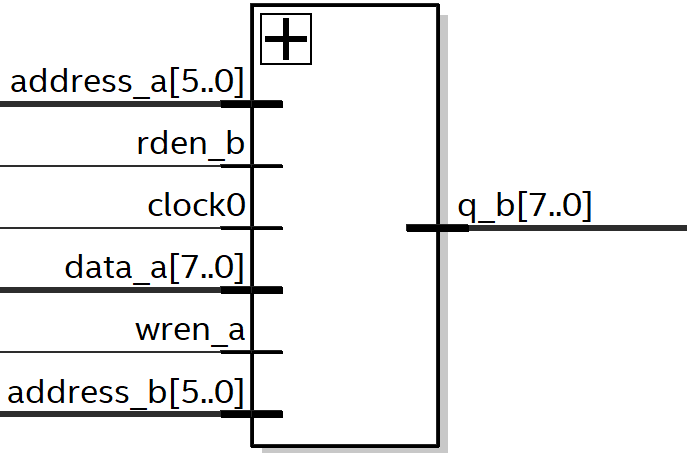 address_a[5..0]
rden_b
clock0
q_b[7..0]
data_a[7..0]
wren_a
address_b[5..0]